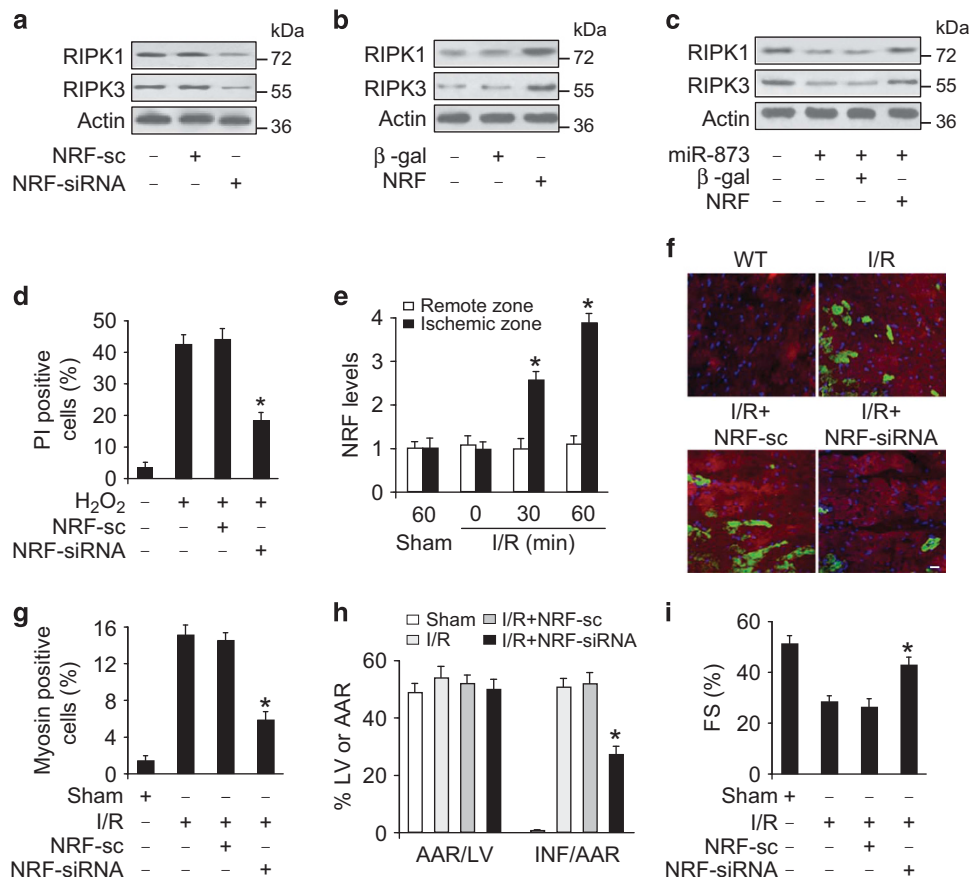 a
kDa
RIPK1
72
RIPK3
55
Actin
36
NRF-sc – + –
NRF-siRNA – – +
b
kDa
RIPK1
72
RIPK3
55
Actin
36
β -gal – + –
NRF – – +
c
kDa
RIPK1
72
RIPK3
55
Actin
36
miR-873 – + + +
β -gal – – + –
NRF – – – +
d
PI positive
cells (%)
50
40
30
20
10
0
*
H₂O₂ – + + +
NRF-sc – – + –
NRF-siRNA – – – +
e
Remote zone
Ischemic zone
NRF levels
4
3
2
1
0
* *
60 0 30 60
Sham I/R (min)
f
WT I/R
I/R+
NRF-sc
I/R+
NRF-siRNA
g
Myosin positive
cells (%)
16
12
8
4
0
*
Sham + – – –
I/R – + + +
NRF-sc – – + –
NRF-siRNA – – – +
h
Sham I/R+NRF-sc
I/R I/R+NRF-siRNA
% LV or AAR
60
40
20
0
*
AAR/LV INF/AAR
i
FS (%)
60
40
20
0
*
Sham + – – –
I/R – + + +
NRF-sc – – + –
NRF-siRNA – – – +